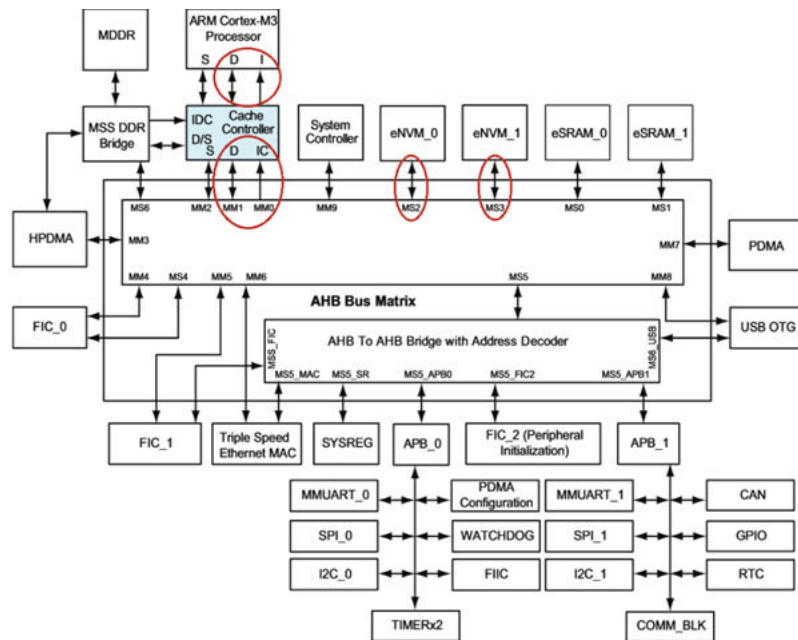 MDDR
ARM Cortex-M3
Processor
S D I
MSS DDR
Bridge
IDC Cache
Controller
D/S
S D IC
System
Controller
eNVM_0
eNVM_1
eSRAM_0
eSRAM_1
MS6 MM2 MM1 MM0 MM9 MS2 MS3 MS0 MS1
HPDMA
MM3
MM7
PDMA
MM4 MS4 MM5 MM6 MS5 MM8
AHB Bus Matrix
FIC_0
USB OTG
MSS_FIC
AHB To AHB Bridge with Address Decoder
MS6_USB
MS5_MAC MS5_SR MS5_APB0 MS5_FIC2 MS5_APB1
FIC_1
Triple Speed
Ethernet MAC
SYSREG
APB_0
FIC_2 (Peripheral
Initialization)
APB_1
MMUART_0
PDMA
Configuration
MMUART_1
CAN
SPI_0
WATCHDOG
SPI_1
GPIO
I2C_0
FIIC
I2C_1
RTC
TIMERx2
COMM_BLK